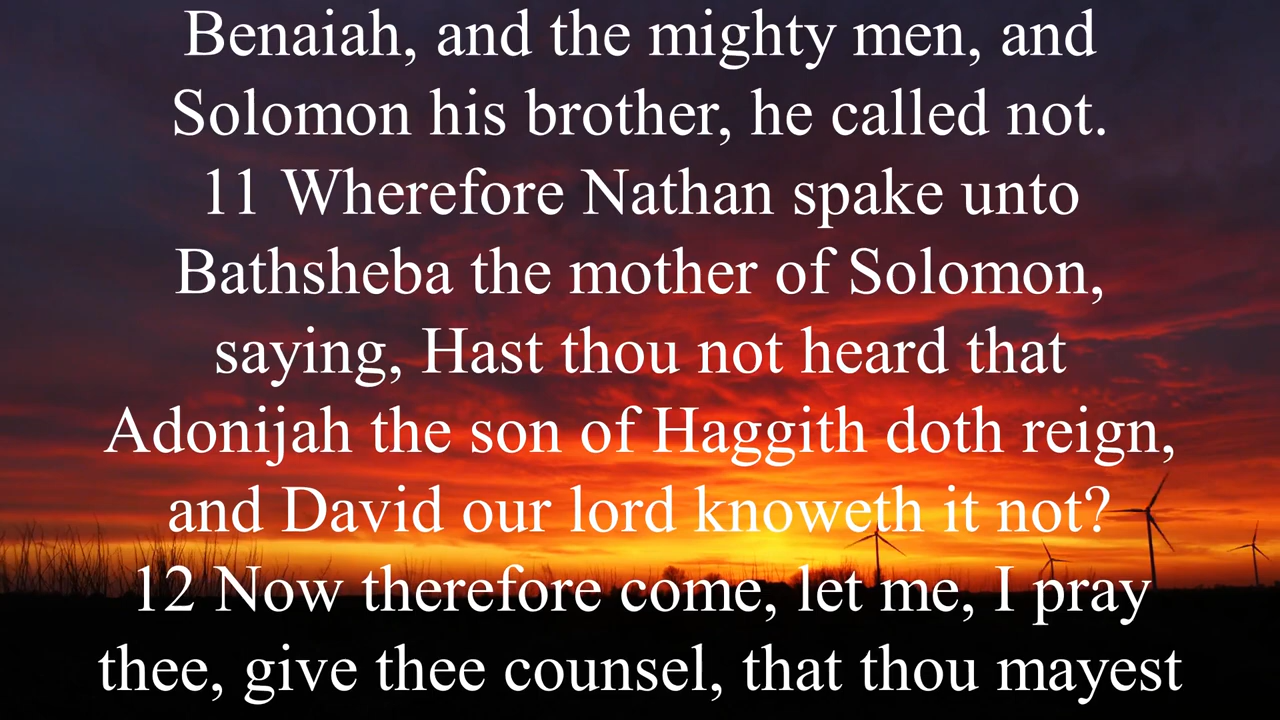 Benaiah, and the mighty men, and
Solomon his brother, he called not.
11 Wherefore Nathan spake unto
Bathsheba the mother of Solomon,
saying, Hast thou not heard that
Adonijah the son of Haggith doth reign,
and David our lord knoweth it not?
12 Now therefore come, let me, I pray
thee, give thee counsel, that thou mayest